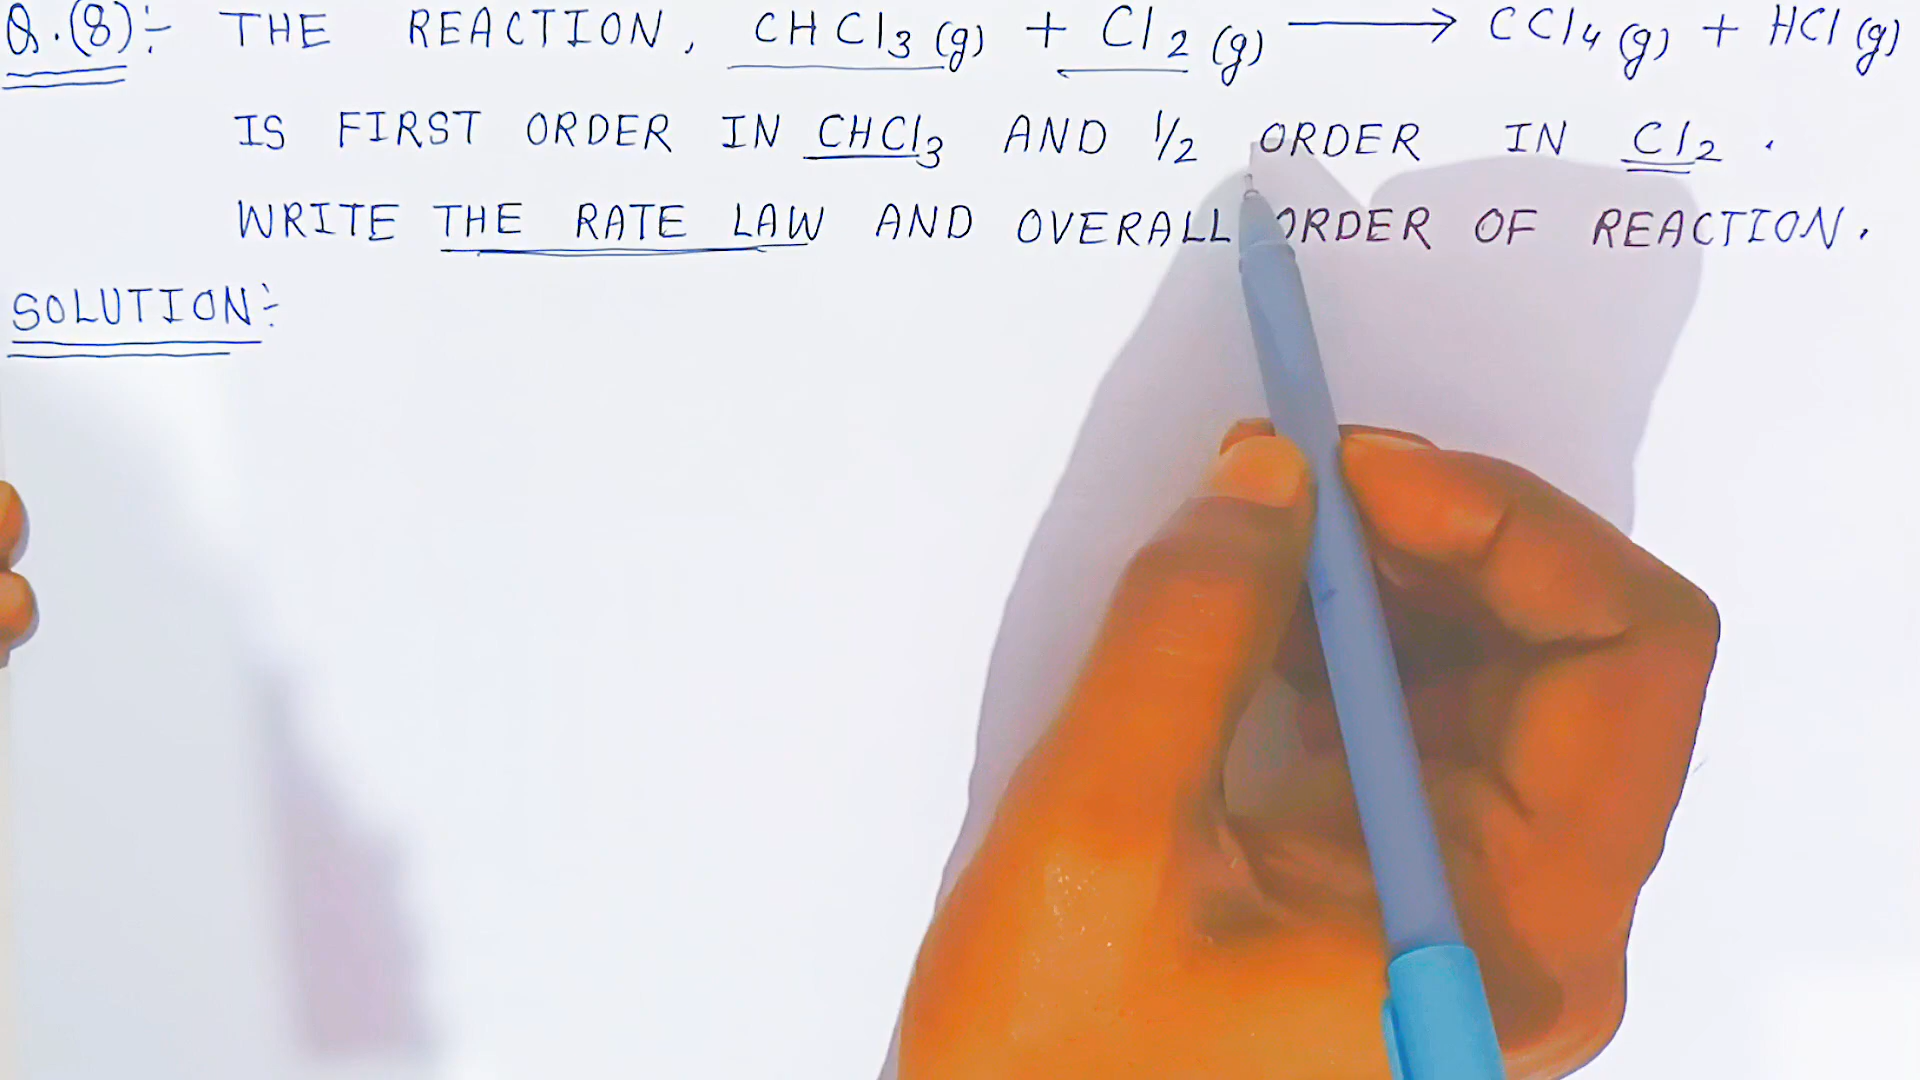 Q.(8):- THE REACTION, CHCl3(g) + Cl2(g) ⟶ CCl4(g) + HCl(g)
IS FIRST ORDER IN CHCl3 AND 1/2 ORDER IN Cl2.
WRITE THE RATE LAW AND OVERALL ORDER OF REACTION.
SOLUTION:-